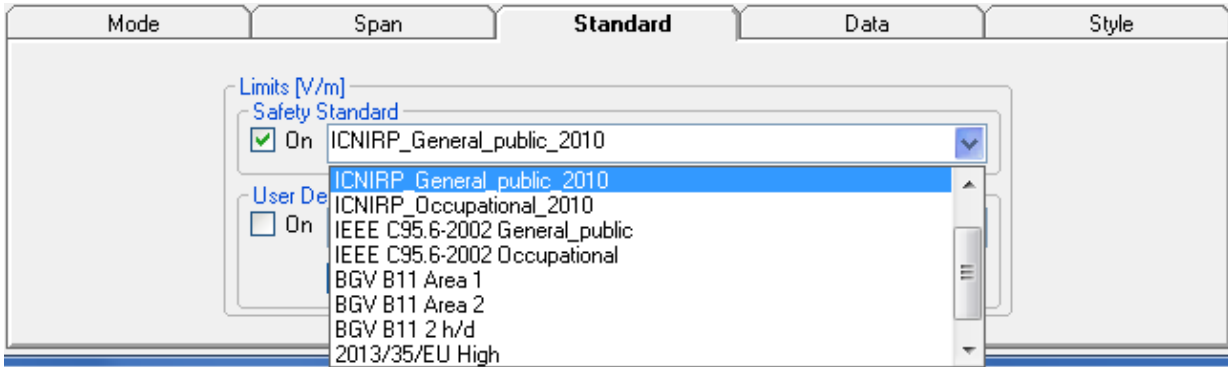 Mode Span Standard Data Style
Limits [V/m]
Safety Standard
On ICNIRP_General_public_2010
ICNIRP_General_public_2010
User De
ICNIRP_Occupational_2010
On
IEEE C95.6-2002 General_public
IEEE C95.6-2002 Occupational
BGV B11 Area 1
BGV B11 Area 2
BGV B11 2 h/d
2013/35/EU High